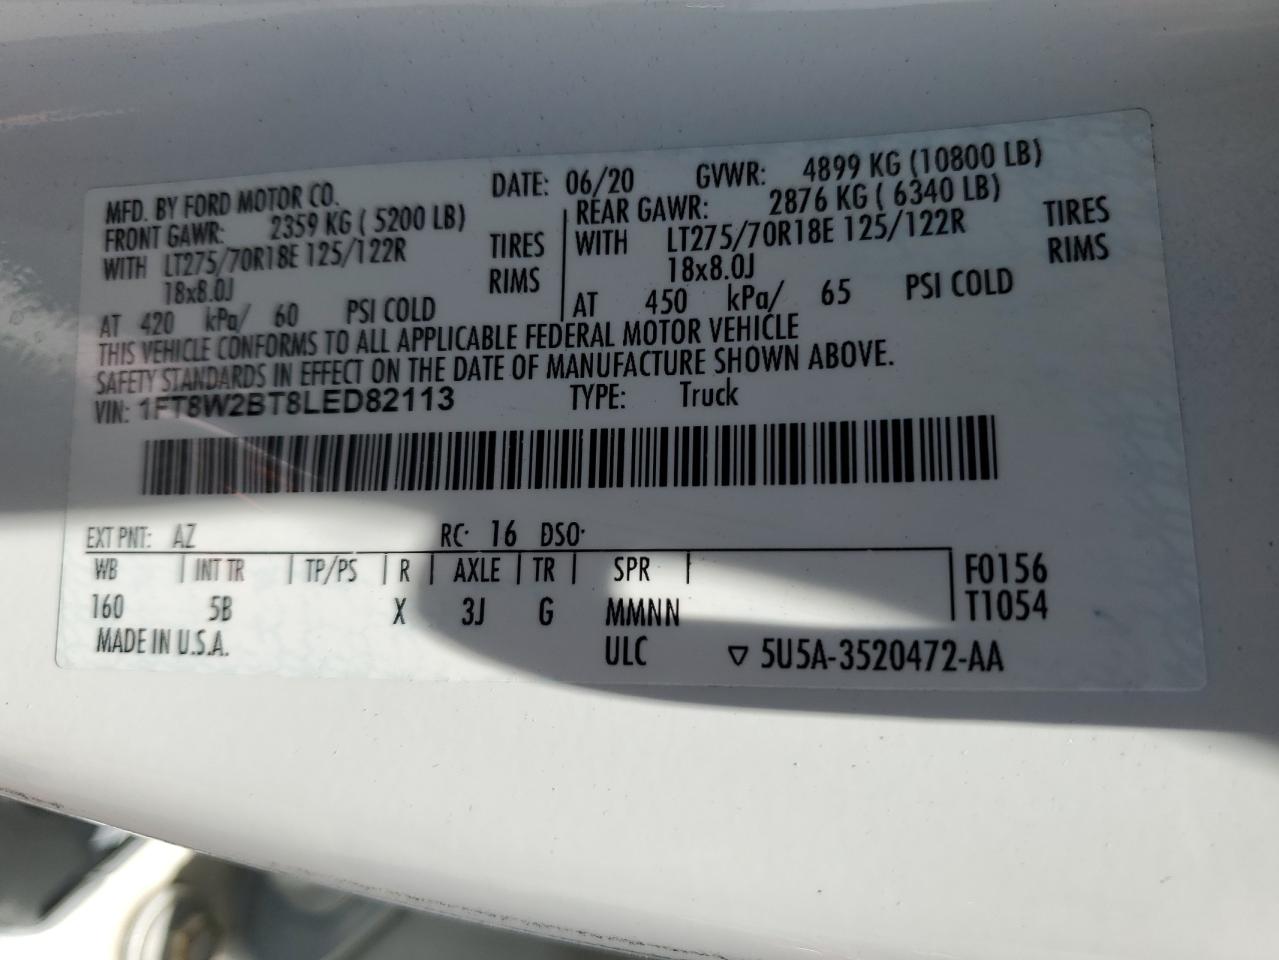 MFD. BY FORD MOTOR CO. DATE: 06/20 GVWR: 4899 KG (10800 LB)
FRONT GAWR: 2359 KG ( 5200 LB) REAR GAWR: 2876 KG ( 6340 LB)
WITH LT275/70R18E 125/122R TIRES WITH LT275/70R18E 125/122R TIRES
18x8.0J RIMS 18x8.0J RIMS
AT 420 kPa/ 60 PSI COLD AT 450 kPa/ 65 PSI COLD
THIS VEHICLE CONFORMS TO ALL APPLICABLE FEDERAL MOTOR VEHICLE
SAFETY STANDARDS IN EFFECT ON THE DATE OF MANUFACTURE SHOWN ABOVE.
VIN: 1FT8W2BT8LED82113 TYPE: Truck
EXT PNT: AZ RC: 16 DSO:
WB INT TR TP/PS R AXLE TR SPR F0156
160 5B X 3J G MMNN T1054
MADE IN U.S.A. ULC ▽ 5U5A-3520472-AA